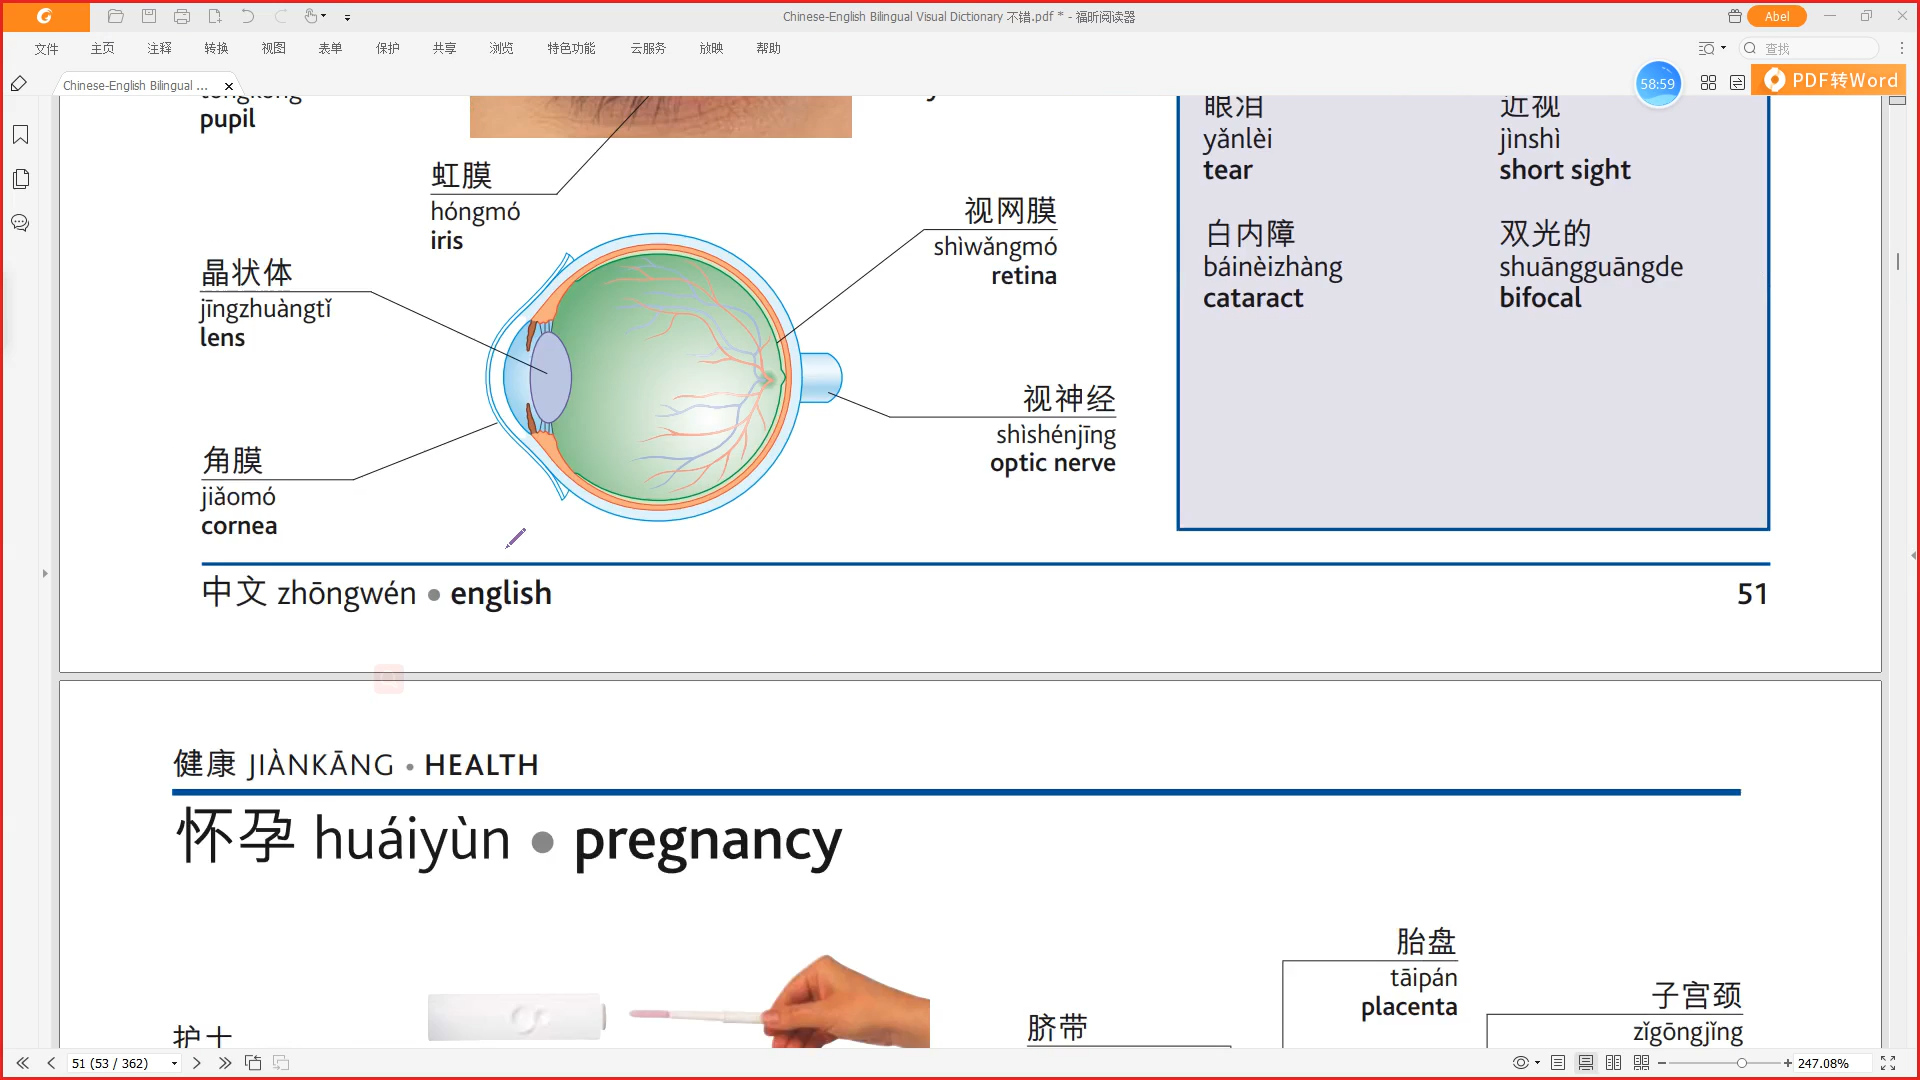 Chinese-English Bilingual Visual Dictionary 不错.pdf * - 福昕阅读器
Abel
文件 主页 注释 转换 视图 表单 保护 共享 浏览 特色功能 云服务 放映 帮助
查找
Chinese-English Bilingual ...
58:59
PDF转Word
pupil
虹膜
hóngmó
iris
晶状体
jīngzhuàngtǐ
lens
角膜
jiǎomó
cornea
视网膜
shìwǎngmó
retina
视神经
shìshénjīng
optic nerve
眼泪
yǎnlèi
tear
近视
jìnshì
short sight
白内障
báinèizhàng
cataract
双光的
shuāngguāngde
bifocal
中文 zhōngwén • english
51
健康 JIÀNKĀNG • HEALTH
怀孕 huáiyùn • pregnancy
胎盘
tāipán
placenta
子宫颈
zǐgōngjǐng
脐带
护士
51 (53 / 362)
247.08%